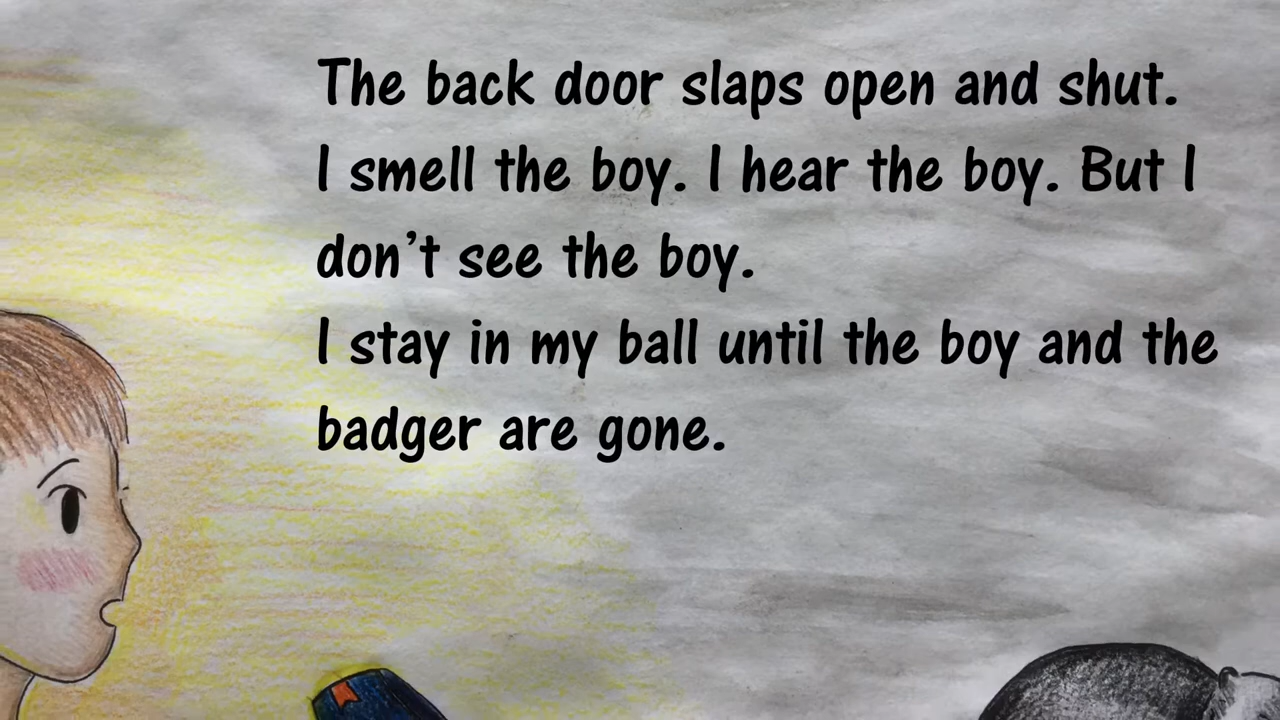 The back door slaps open and shut.
I smell the boy. I hear the boy. But I
don’t see the boy.
I stay in my ball until the boy and the
badger are gone.